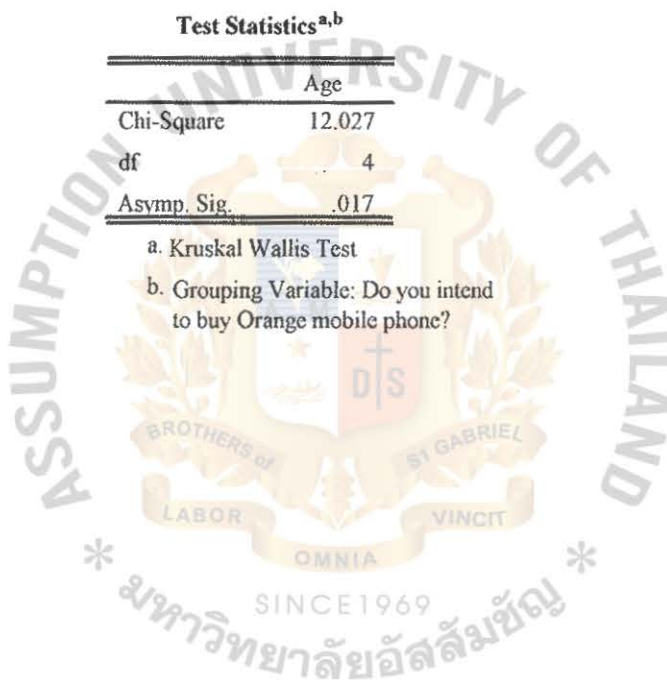 Test Statistics a,b
Age
Chi-Square 12.027
df 4
Asymp. Sig. .017
a. Kruskal Wallis Test
b. Grouping Variable: Do you intend
to buy Orange mobile phone?
ASSUMPTION UNIVERSITY OF THAILAND
D S
BROTHERS of ST GABRIEL
LABOR OMNIA VINCIT
SINCE1969
* มหาวิทยาลัยอัสสัมชัญ *